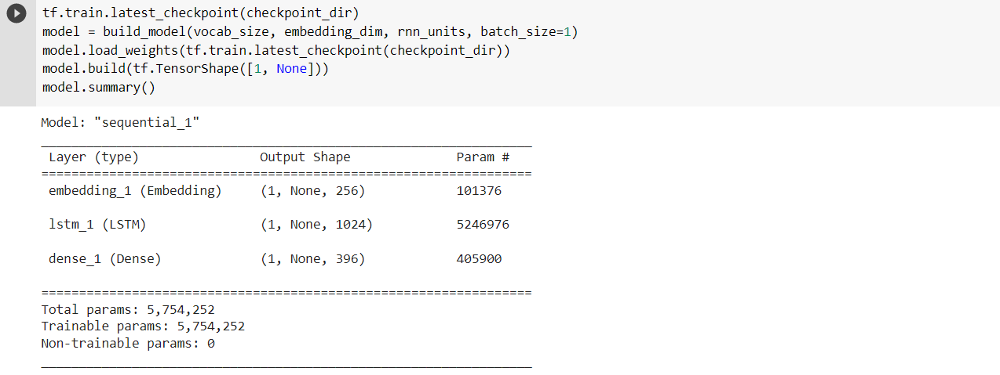 tf.train.latest_checkpoint(checkpoint_dir)
model = build_model(vocab_size, embedding_dim, rnn_units, batch_size=1)
model.load_weights(tf.train.latest_checkpoint(checkpoint_dir))
model.build(tf.TensorShape([1, None]))
model.summary()
Model: "sequential_1"
_________________________________________________________________
Layer (type) Output Shape Param #
=================================================================
embedding_1 (Embedding) (1, None, 256) 101376
lstm_1 (LSTM) (1, None, 1024) 5246976
dense_1 (Dense) (1, None, 396) 405900
=================================================================
Total params: 5,754,252
Trainable params: 5,754,252
Non-trainable params: 0
_________________________________________________________________